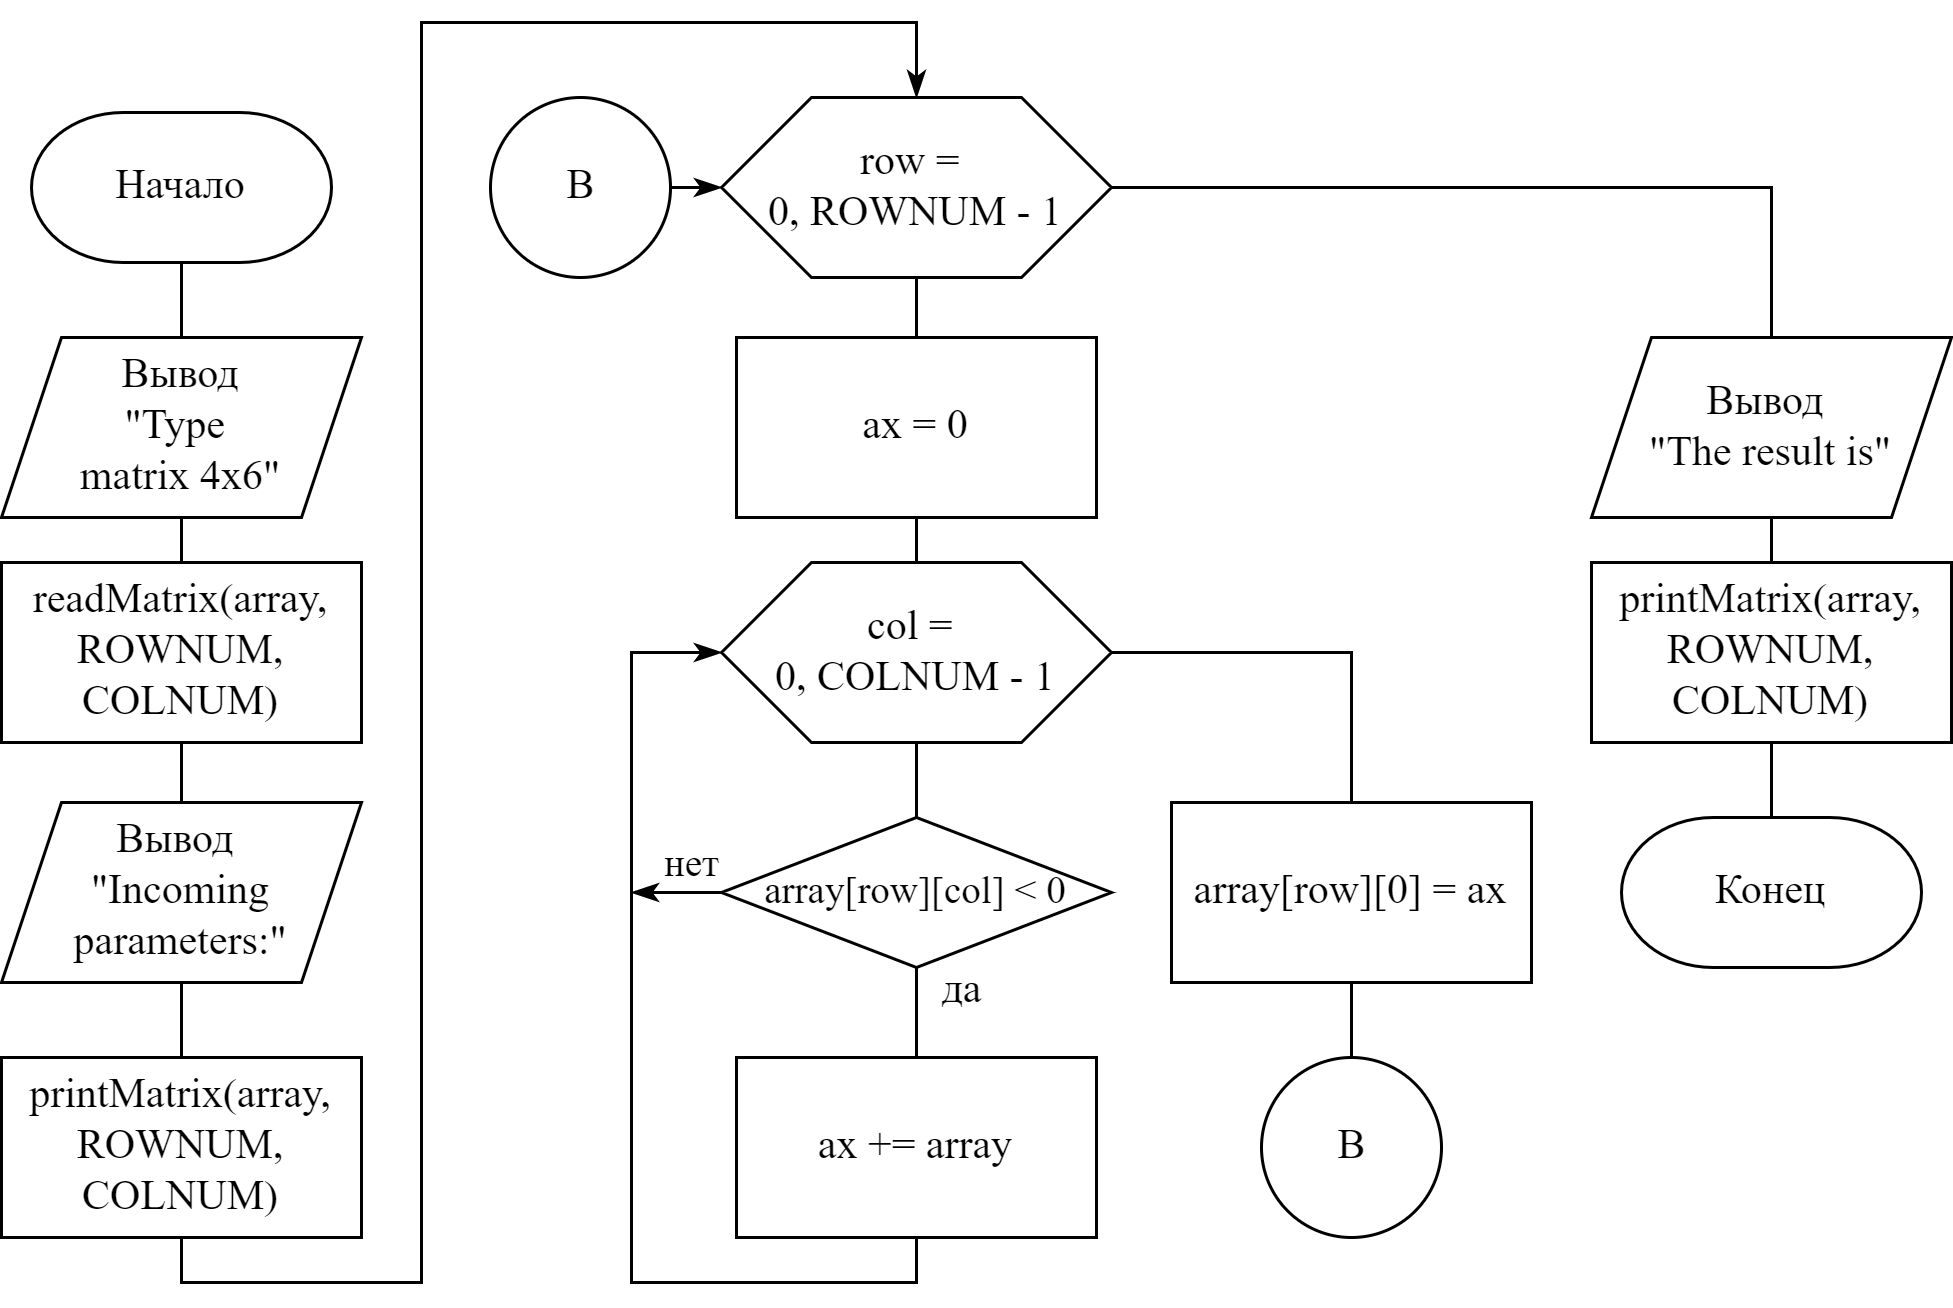 Начало
Вывод
"Type
matrix 4x6"
readMatrix(array,
ROWNUM,
COLNUM)
Вывод
"Incoming
parameters:"
printMatrix(array,
ROWNUM,
COLNUM)
B
row =
0, ROWNUM - 1
ax = 0
col =
0, COLNUM - 1
нет
array[row][col] < 0
да
ax += array
array[row][0] = ax
B
Вывод
"The result is"
printMatrix(array,
ROWNUM,
COLNUM)
Конец